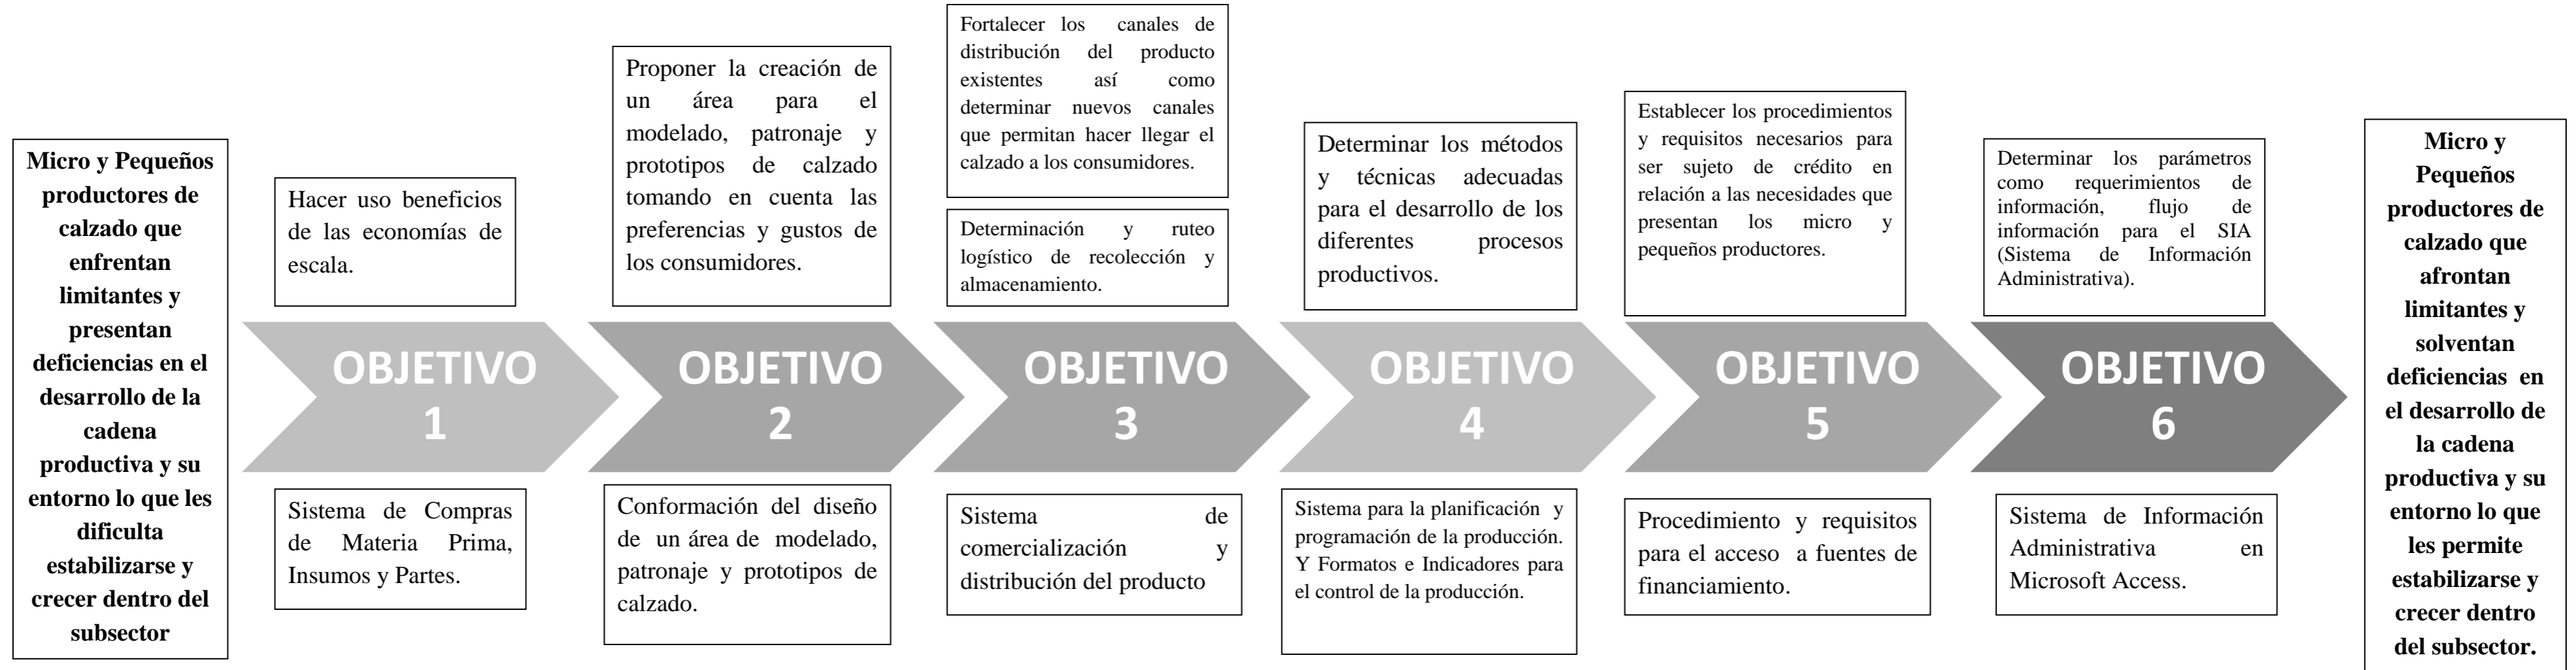 Micro y Pequeños
productores de
calzado que
enfrentan
limitantes y
presentan
deficiencias en el
desarrollo de la
cadena
productiva y su
entorno lo que les
dificulta
estabilizarse y
crecer dentro del
subsector
Hacer uso beneficios
de las economías de
escala.
OBJETIVO
1
Sistema de Compras
de Materia Prima,
Insumos y Partes.
Proponer la creación de
un área para el
modelado, patronaje y
prototipos de calzado
tomando en cuenta las
preferencias y gustos de
los consumidores.
OBJETIVO
2
Conformación del diseño
de un área de modelado,
patronaje y prototipos de
calzado.
Fortalecer los canales de
distribución del producto
existentes así como
determinar nuevos canales
que permitan hacer llegar el
calzado a los consumidores.
Determinación y ruteo
logístico de recolección y
almacenamiento.
OBJETIVO
3
Sistema de
comercialización y
distribución del producto
Determinar los métodos
y técnicas adecuadas
para el desarrollo de los
diferentes procesos
productivos.
OBJETIVO
4
Sistema para la planificación y
programación de la producción.
Y Formatos e Indicadores para
el control de la producción.
Establecer los procedimientos
y requisitos necesarios para
ser sujeto de crédito en
relación a las necesidades que
presentan los micro y
pequeños productores.
OBJETIVO
5
Procedimiento y requisitos
para el acceso a fuentes de
financiamiento.
Determinar los parámetros
como requerimientos de
información, flujo de
información para el SIA
(Sistema de Información
Administrativa).
OBJETIVO
6
Sistema de Información
Administrativa en
Microsoft Access.
Micro y
Pequeños
productores de
calzado que
afrontan
limitantes y
solventan
deficiencias en
el desarrollo de
la cadena
productiva y su
entorno lo que
les permite
estabilizarse y
crecer dentro
del subsector.